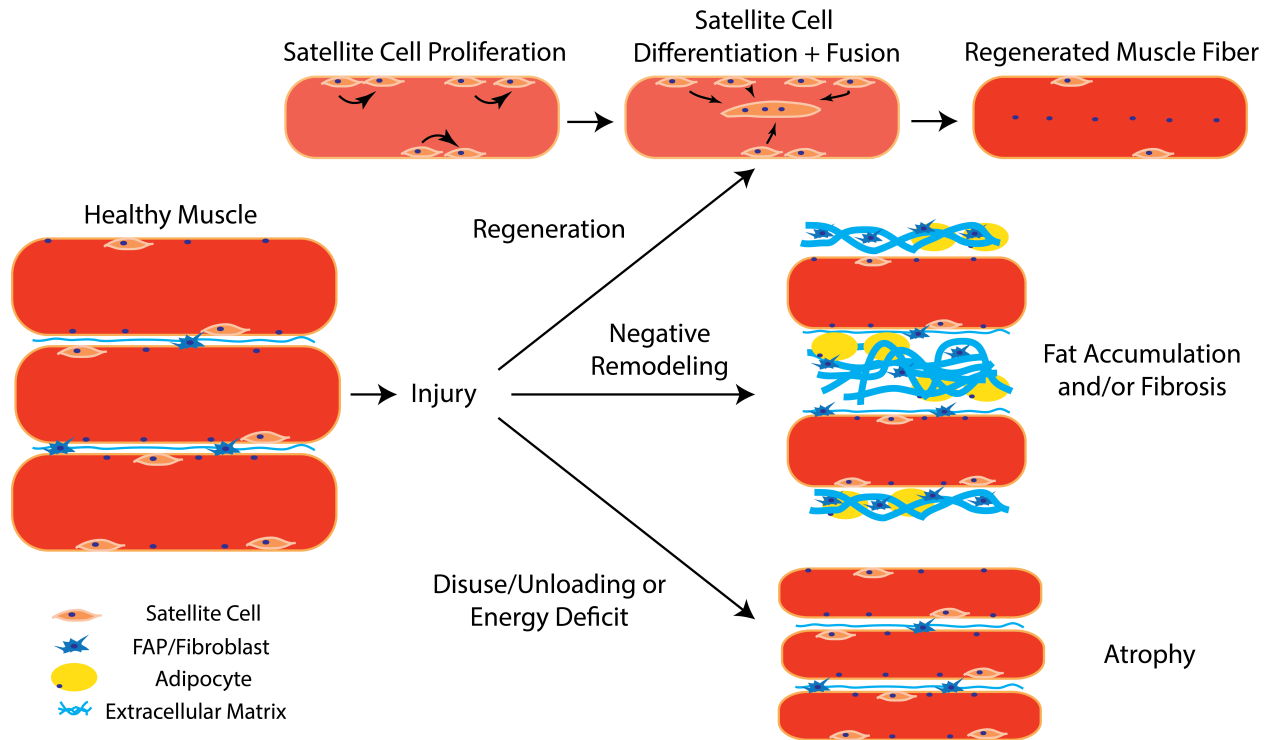 Satellite Cell Proliferation
Satellite Cell
Differentiation + Fusion
Regenerated Muscle Fiber
Healthy Muscle
Regeneration
Injury
Negative
Remodeling
Fat Accumulation
and/or Fibrosis
Disuse/Unloading or
Energy Deficit
Atrophy
Satellite Cell
FAP/Fibroblast
Adipocyte
Extracellular Matrix